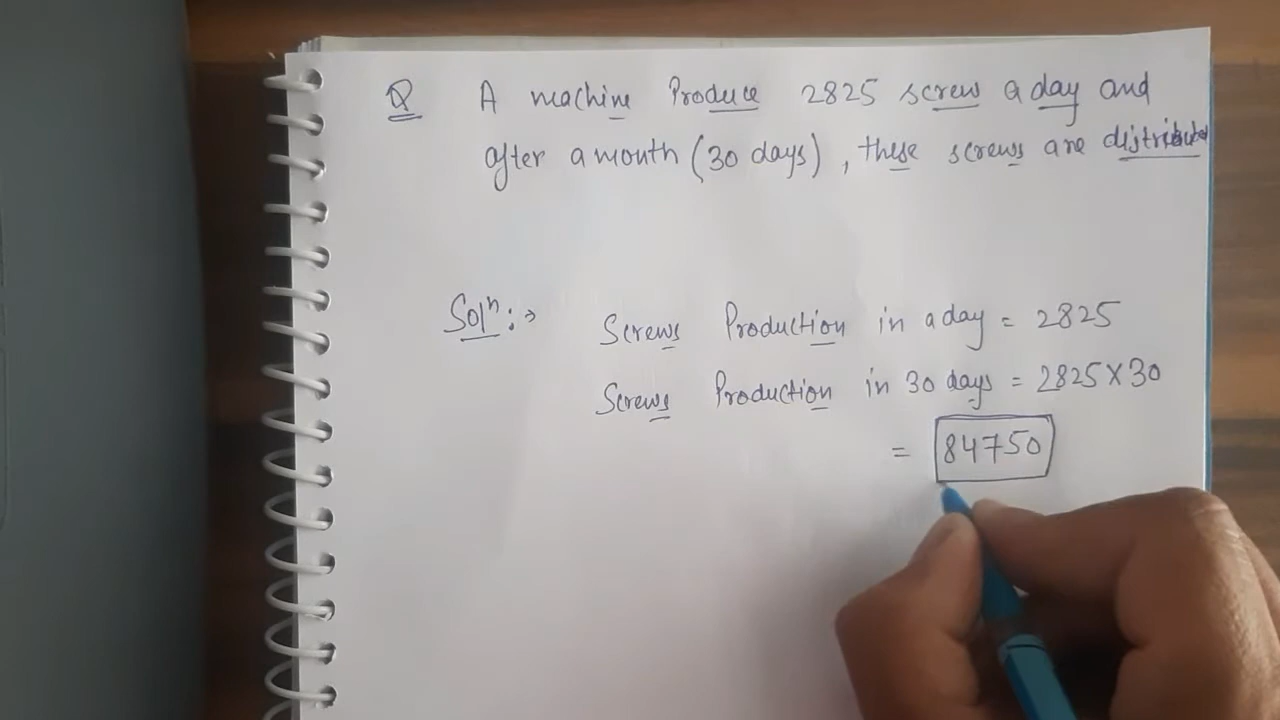 Q A machine Produce 2825 screw a day and
after a month (30 days), these screws are distributed
Solⁿ:→ Screws Production in a day = 2825
Screws Production in 30 days = 2825×30
= 84750